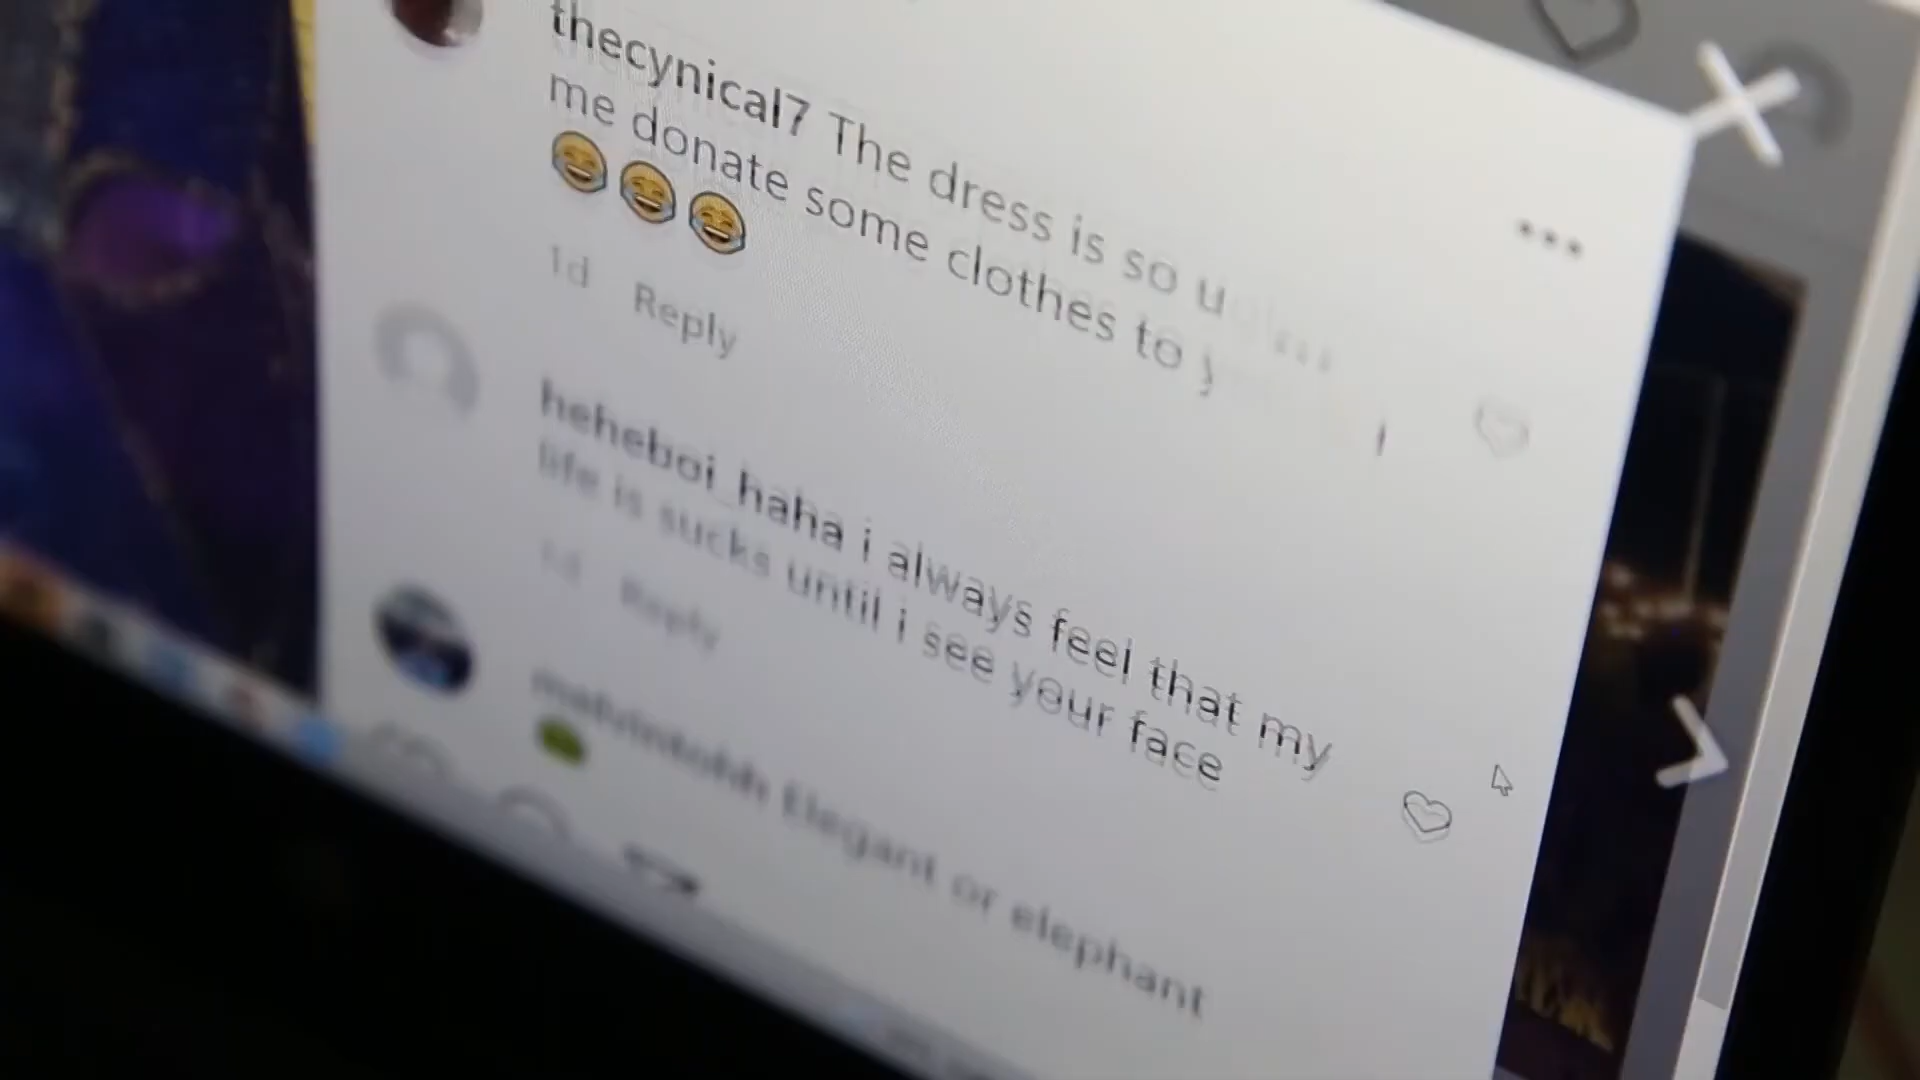 thecynical7 The dress is so
me donate some clothes to
1d Reply
heheboi_haha i always feel that my
life is sucks until i see your face
1d Reply
melvintohh Elegant or elephant